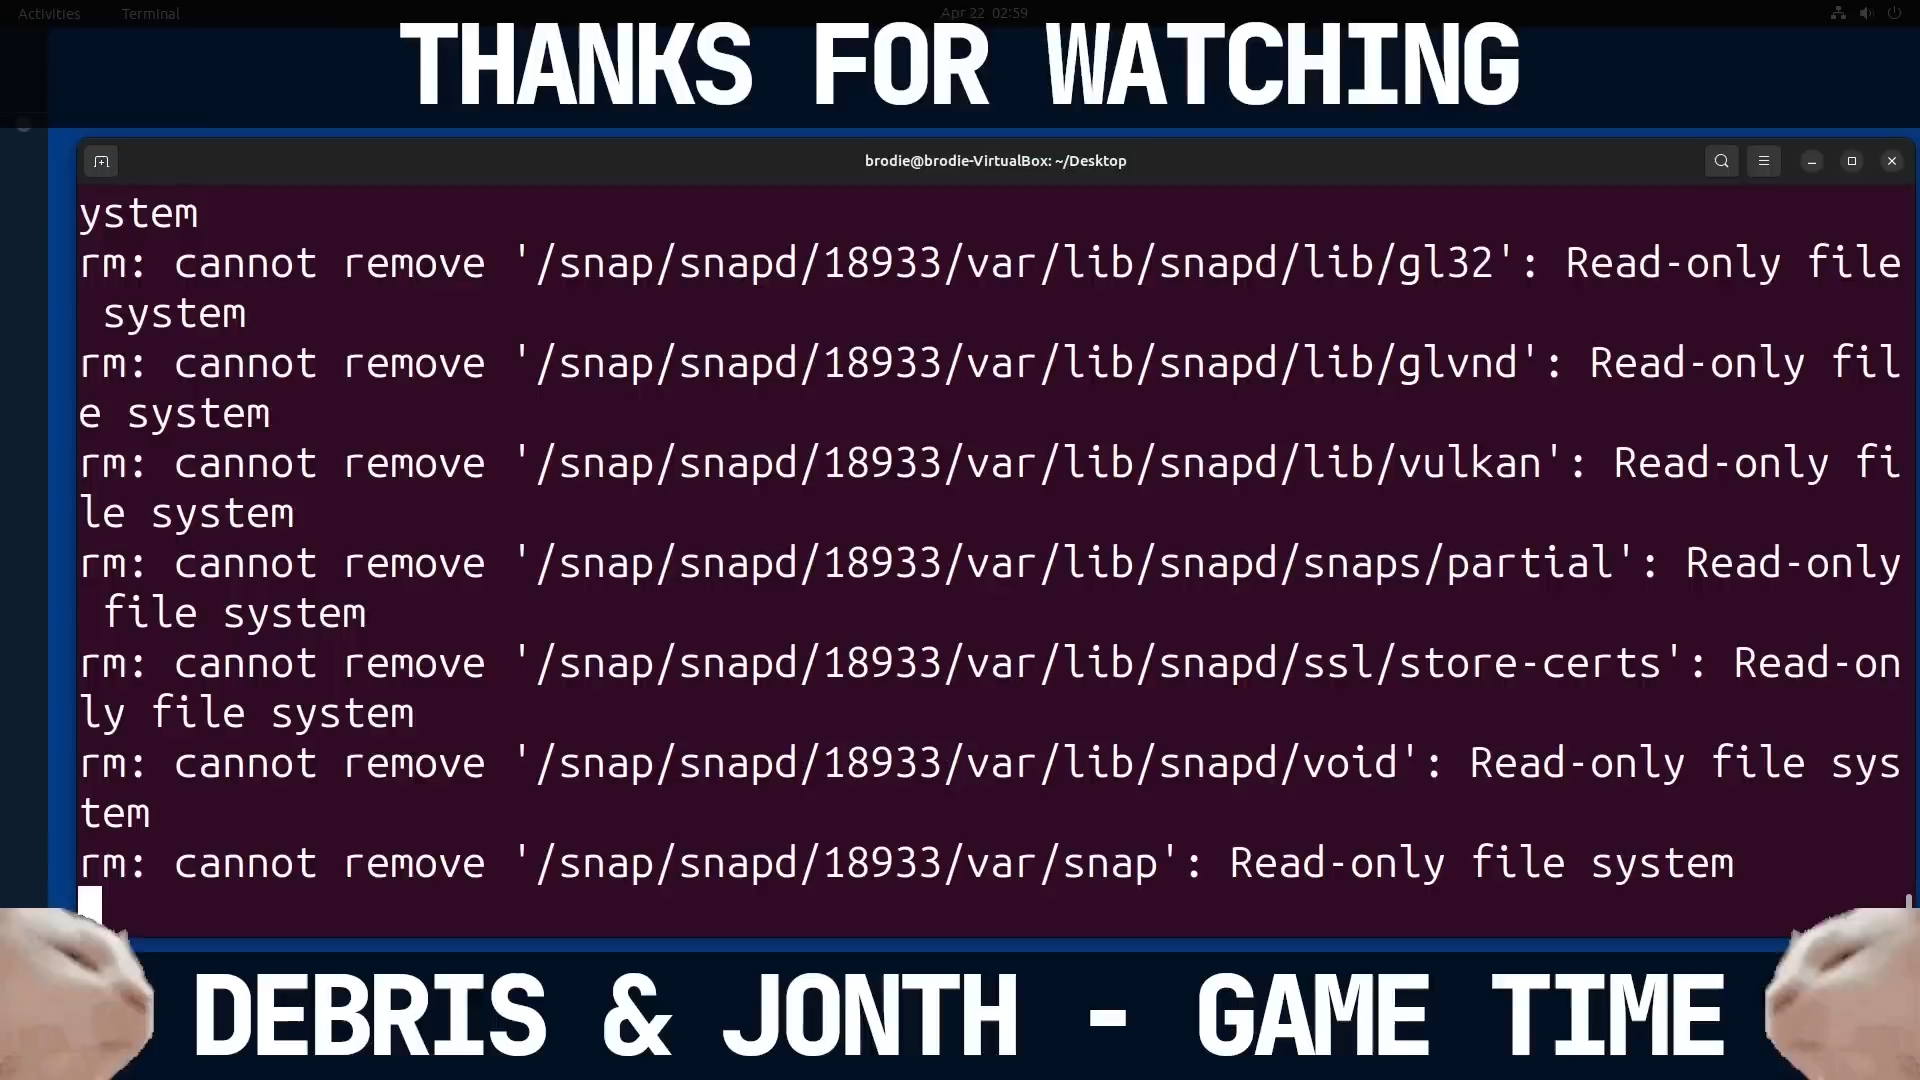 Activities Terminal Apr 22 02:59
THANKS FOR WATCHING
brodie@brodie-VirtualBox: ~/Desktop
ystem
rm: cannot remove '/snap/snapd/18933/var/lib/snapd/lib/gl32': Read-only file
 system
rm: cannot remove '/snap/snapd/18933/var/lib/snapd/lib/glvnd': Read-only fil
e system
rm: cannot remove '/snap/snapd/18933/var/lib/snapd/lib/vulkan': Read-only fi
le system
rm: cannot remove '/snap/snapd/18933/var/lib/snapd/snaps/partial': Read-only
 file system
rm: cannot remove '/snap/snapd/18933/var/lib/snapd/ssl/store-certs': Read-on
ly file system
rm: cannot remove '/snap/snapd/18933/var/lib/snapd/void': Read-only file sys
tem
rm: cannot remove '/snap/snapd/18933/var/snap': Read-only file system
DEBRIS & JONTH - GAME TIME